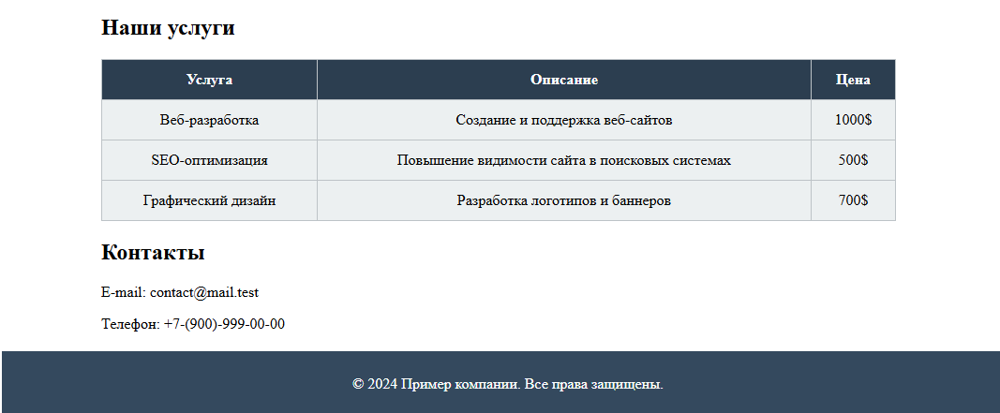 Наши услуги
Услуга Описание Цена
Веб-разработка Создание и поддержка веб-сайтов 1000$
SEO-оптимизация Повышение видимости сайта в поисковых системах 500$
Графический дизайн Разработка логотипов и баннеров 700$
Контакты
E-mail: contact@mail.test
Телефон: +7-(900)-999-00-00
© 2024 Пример компании. Все права защищены.